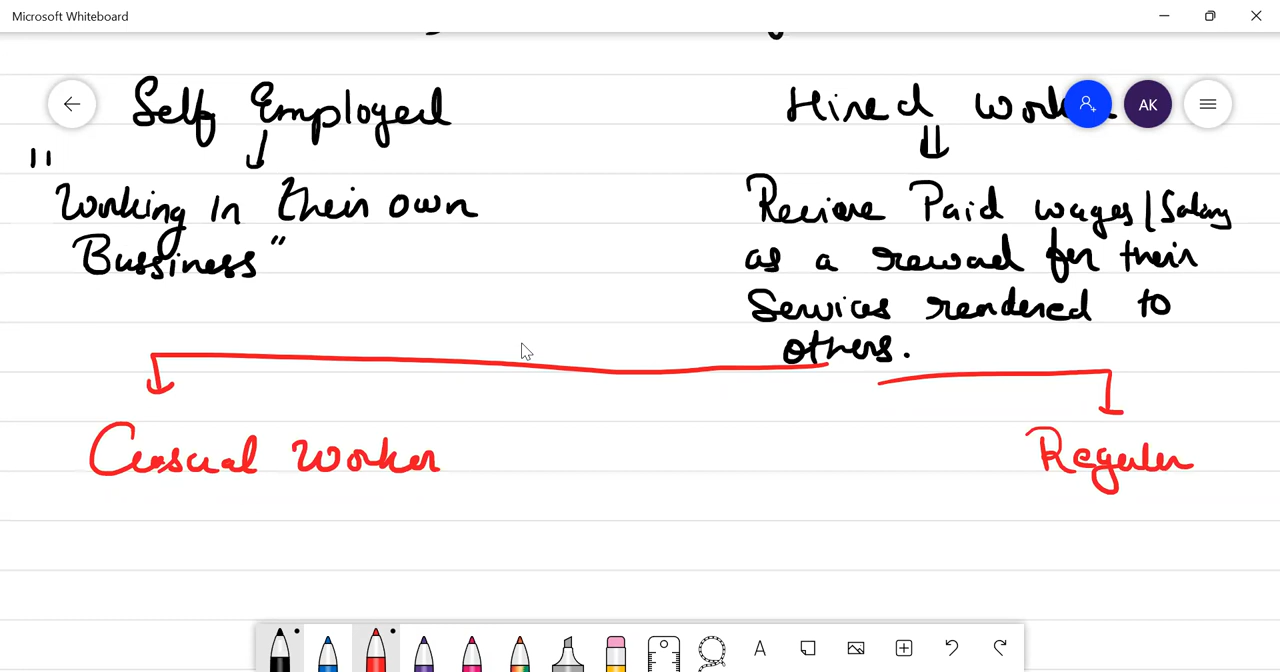 Microsoft Whiteboard
Self Employed
Hired
AK
"Working In their own
Bussiness"
Recieve Paid wages/Salary
as a reward for their
Services rendered to
others.
Casual Worker
Regular
A